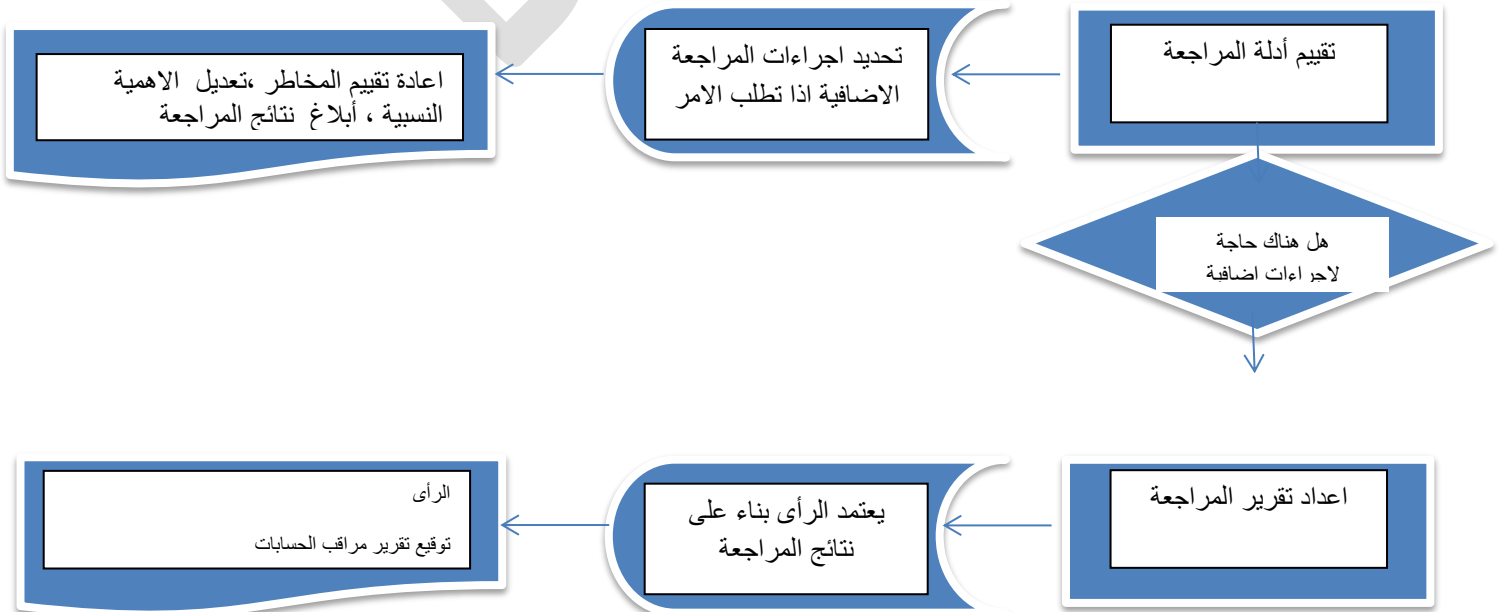 تقييم أدلة المراجعة
تحديد اجراءات المراجعة
الاضافية اذا تطلب الامر
اعادة تقييم المخاطر ،تعديل الاهمية
النسبية ، أبلاغ نتائج المراجعة
هل هناك حاجة
لاجراءات اضافية
اعداد تقرير المراجعة
يعتمد الرأى بناء على
نتائج المراجعة
الرأى
توقيع تقرير مراقب الحسابات